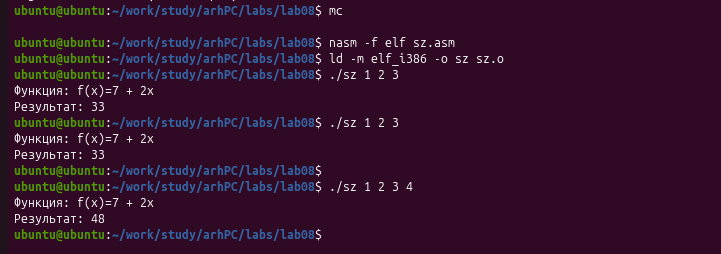 ubuntu@ubuntu:~/work/study/arhPC/labs/lab08$ mc
ubuntu@ubuntu:~/work/study/arhPC/labs/lab08$ nasm -f elf sz.asm
ubuntu@ubuntu:~/work/study/arhPC/labs/lab08$ ld -m elf_i386 -o sz sz.o
ubuntu@ubuntu:~/work/study/arhPC/labs/lab08$ ./sz 1 2 3
Функция: f(x)=7 + 2x
Результат: 33
ubuntu@ubuntu:~/work/study/arhPC/labs/lab08$ ./sz 1 2 3
Функция: f(x)=7 + 2x
Результат: 33
ubuntu@ubuntu:~/work/study/arhPC/labs/lab08$
ubuntu@ubuntu:~/work/study/arhPC/labs/lab08$ ./sz 1 2 3 4
Функция: f(x)=7 + 2x
Результат: 48
ubuntu@ubuntu:~/work/study/arhPC/labs/lab08$